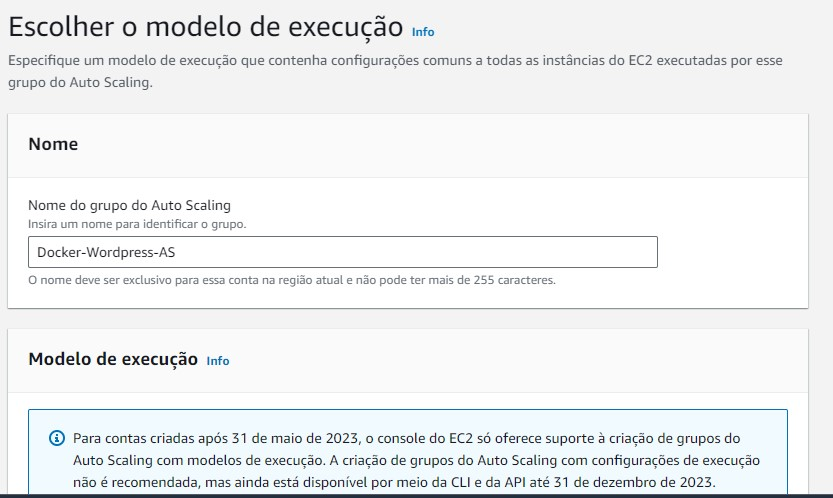 Escolher o modelo de execução Info
Especifique um modelo de execução que contenha configurações comuns a todas as instâncias do EC2 executadas por esse
grupo do Auto Scaling.
Nome
Nome do grupo do Auto Scaling
Insira um nome para identificar o grupo.
Docker-Wordpress-AS
O nome deve ser exclusivo para essa conta na região atual e não pode ter mais de 255 caracteres.
Modelo de execução Info
Para contas criadas após 31 de maio de 2023, o console do EC2 só oferece suporte à criação de grupos do
Auto Scaling com modelos de execução. A criação de grupos do Auto Scaling com configurações de execução
não é recomendada, mas ainda está disponível por meio da CLI e da API até 31 de dezembro de 2023.